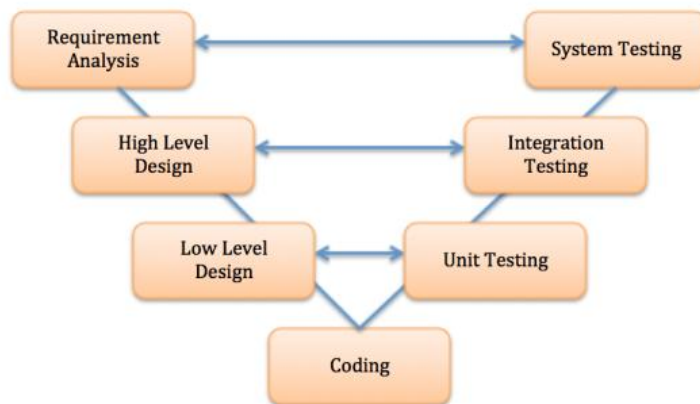 Requirement
Analysis
System Testing
High Level
Design
Integration
Testing
Low Level
Design
Unit Testing
Coding